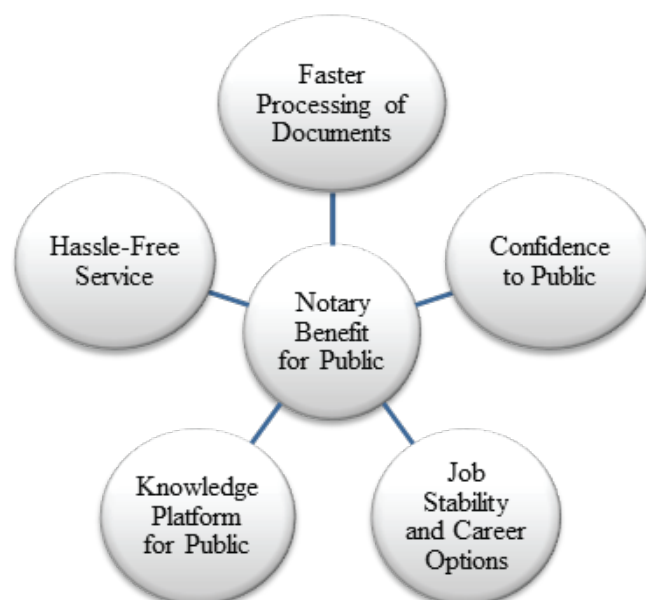 Faster
Processing of
Documents
Hassle-Free
Service
Confidence
to Public
Notary
Benefit
for Public
Knowledge
Platform
for Public
Job
Stability
and Career
Options